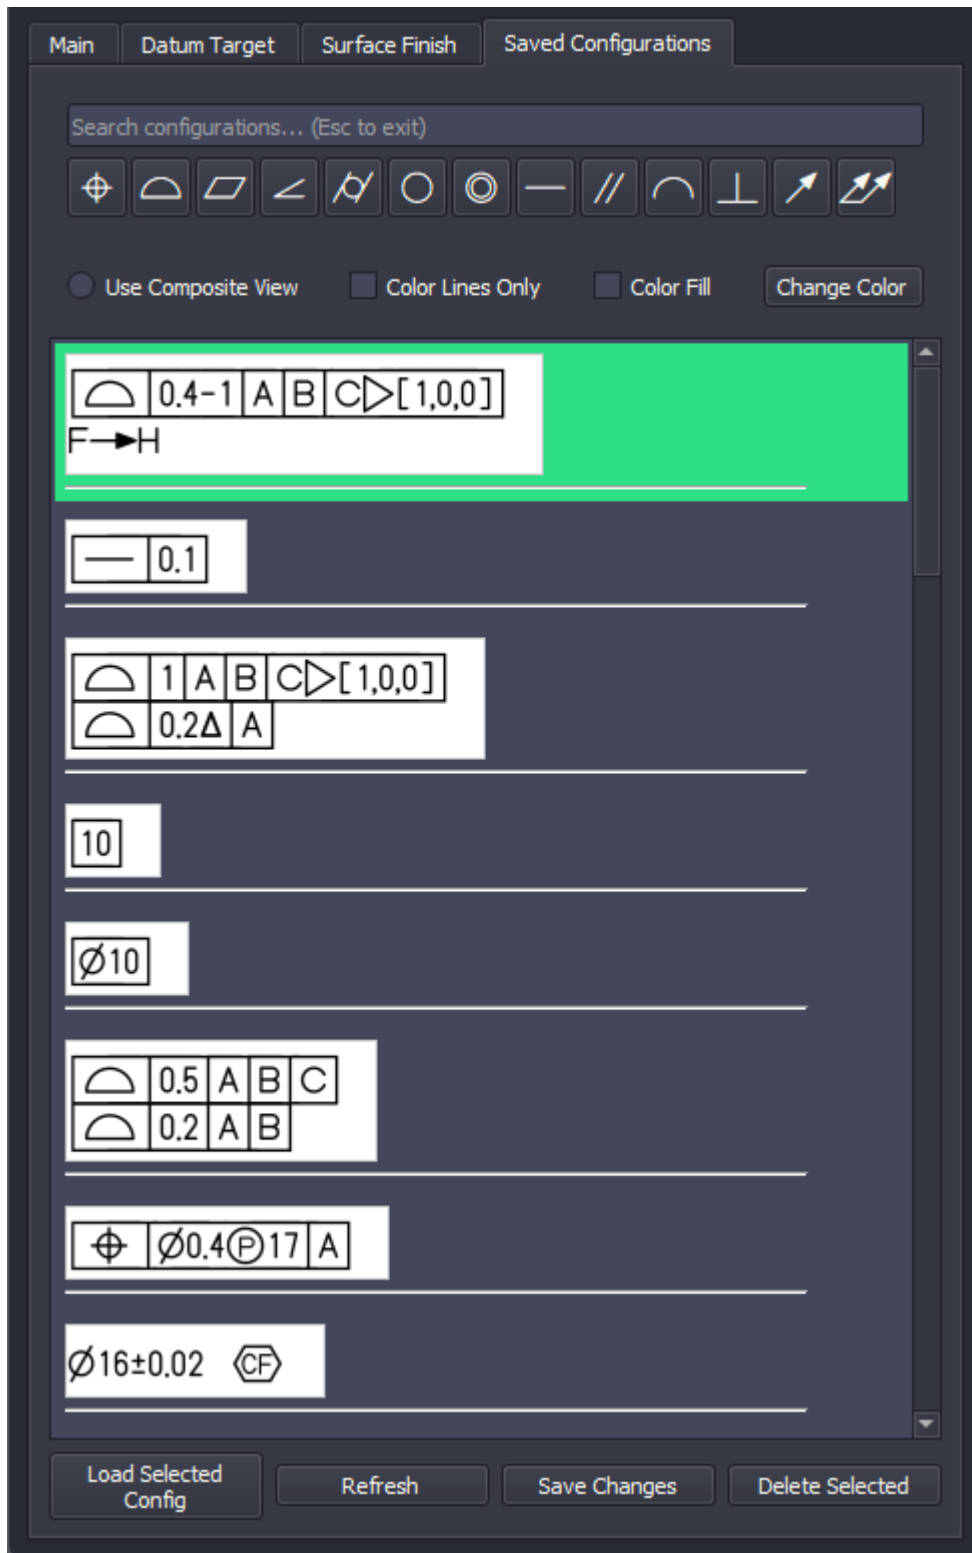 Main Datum Target Surface Finish Saved Configurations
Search configurations... (Esc to exit)
Use Composite View Color Lines Only Color Fill Change Color
⌓ 0.4-1 A B C▷[1,0,0]
F→H
⏤ 0.1
⌓ 1 A B C▷[1,0,0]
⌓ 0.2Δ A
10
Ø10
⌓ 0.5 A B C
⌓ 0.2 A B
⌖ Ø0.4Ⓟ17 A
Ø16±0.02 CF
Load Selected
Config
Refresh Save Changes Delete Selected